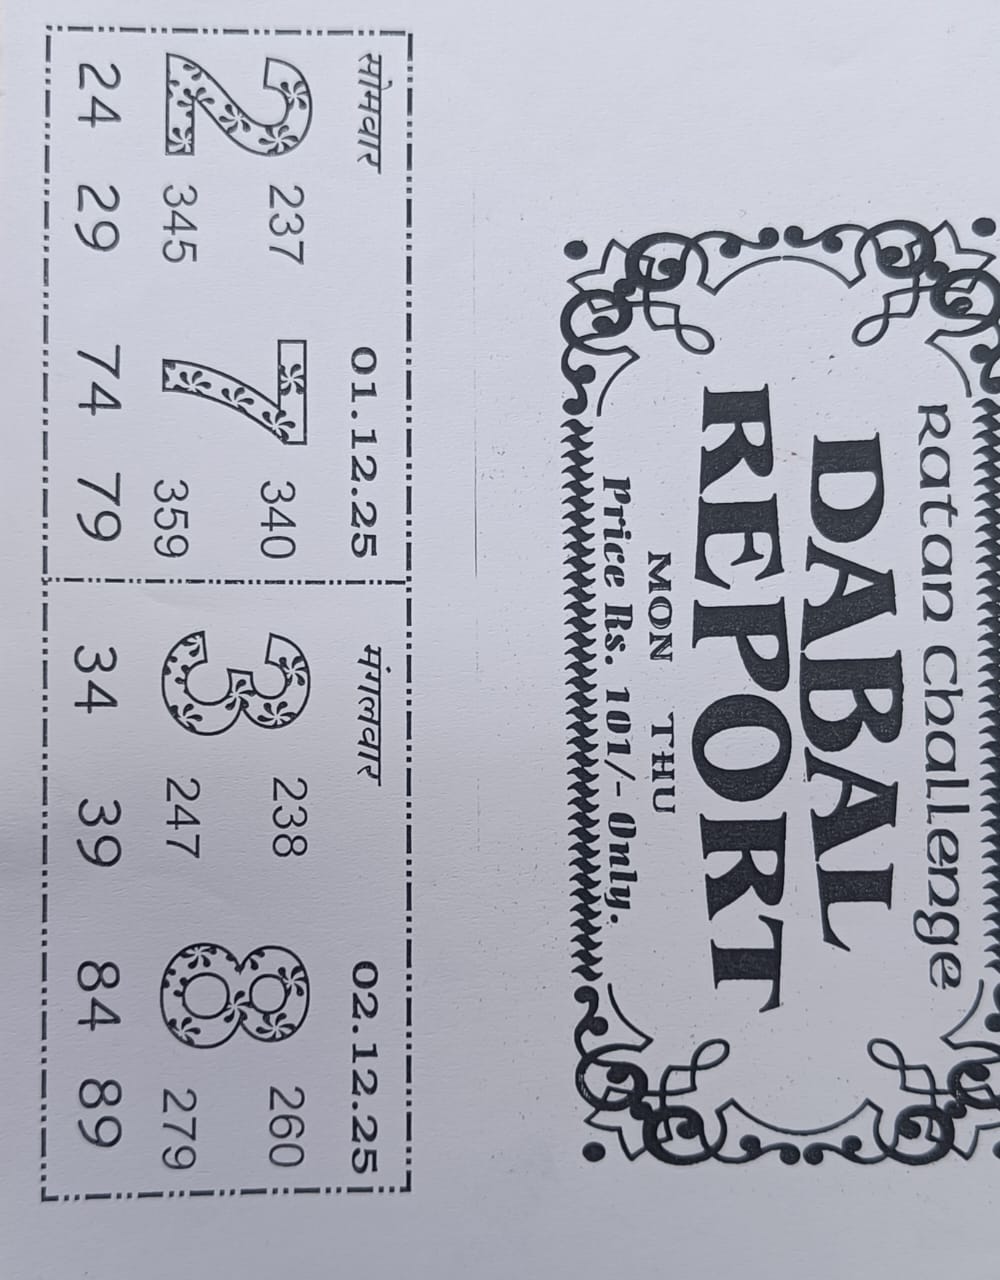 Ratan Challenge
DABAL
REPORT
MON THU
Price Rs. 101/- Only.
सोमवार 01.12.25
2 237 7 340
345 359
24 29 74 79
मंगलवार 02.12.25
3 238 8 260
247 279
34 39 84 89